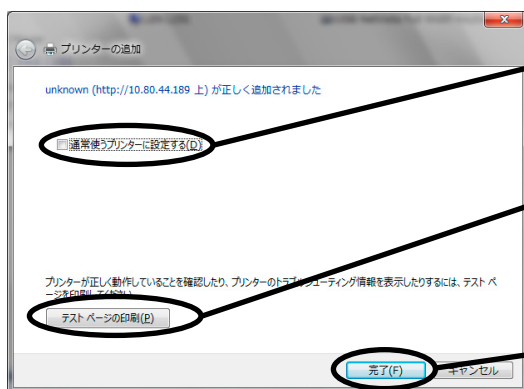 プリンターの追加
unknown (http://10.80.44.189 上) が正しく追加されました
通常使うプリンターに設定する(D)
プリンターが正しく動作していることを確認したり、プリンターのトラブルシューティング情報を表示したりするには、テスト ペ
ージを印刷してください。
テスト ページの印刷(P)
完了(F)
キャンセル